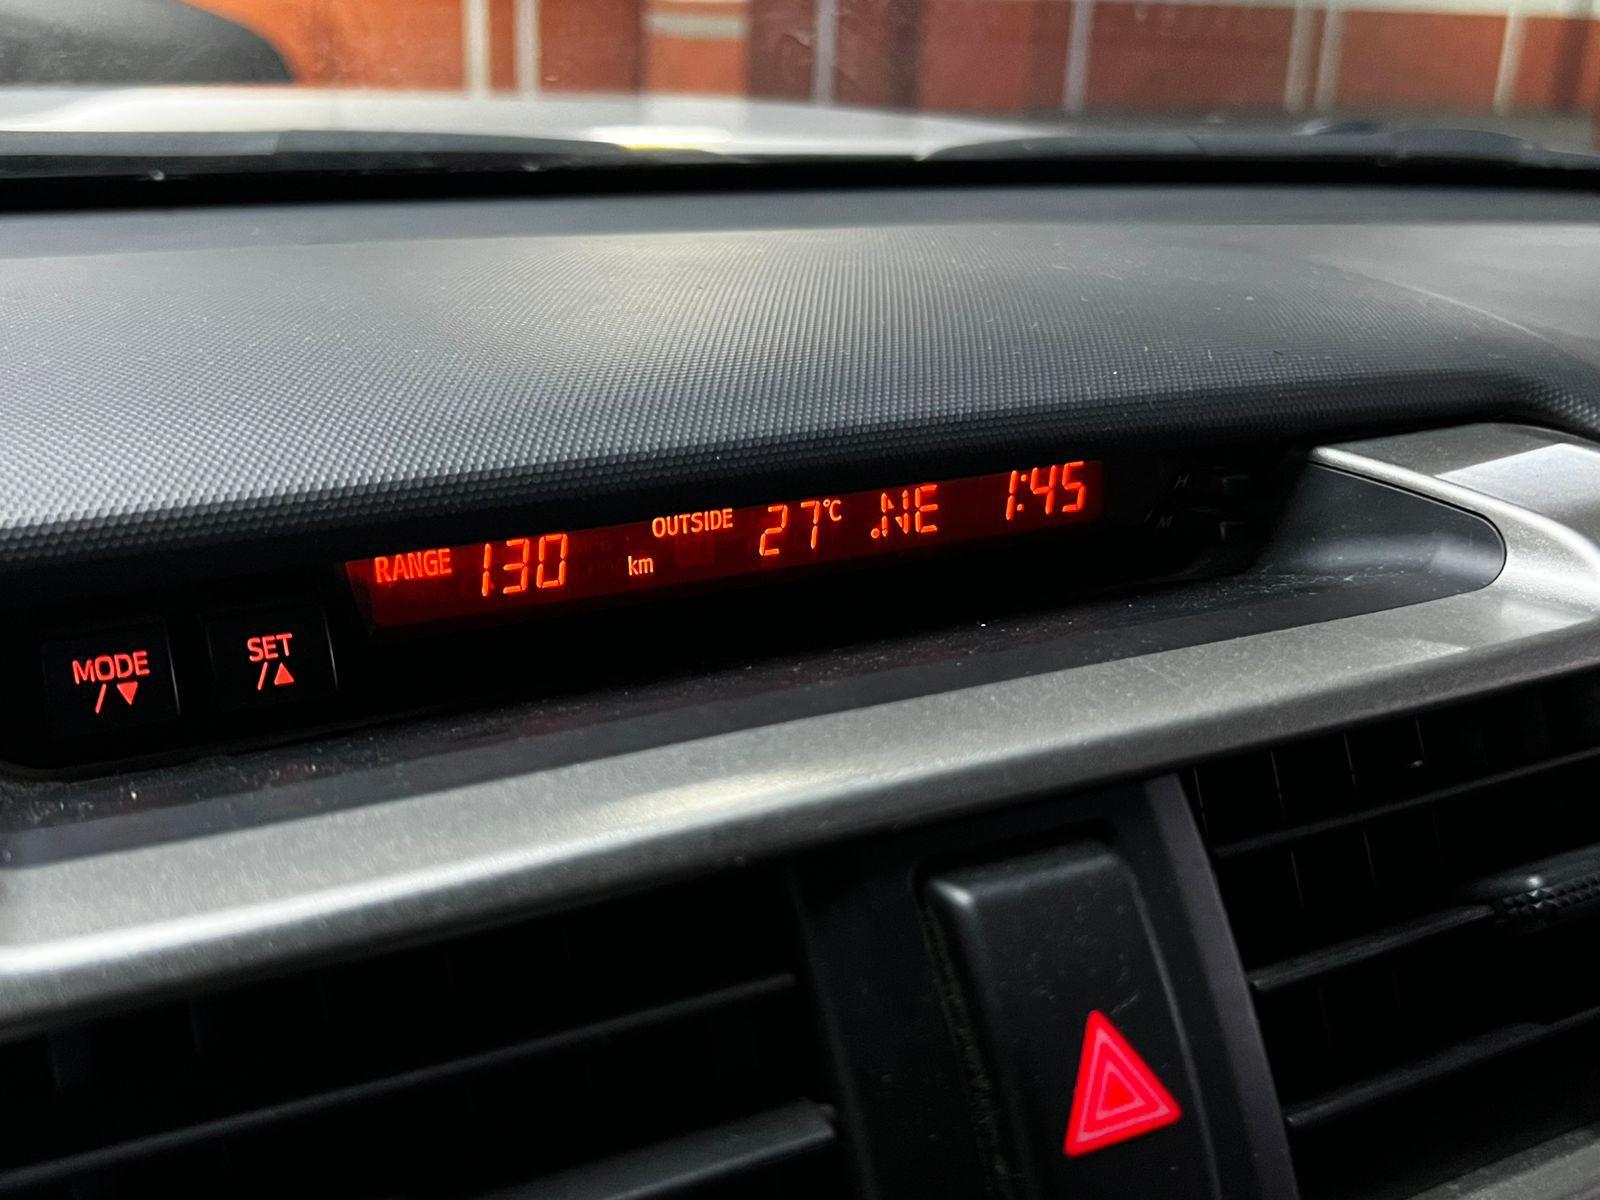 RANGE 130 km OUTSIDE 27°C NE 1:45
H
M
MODE
/▼
SET
/▲